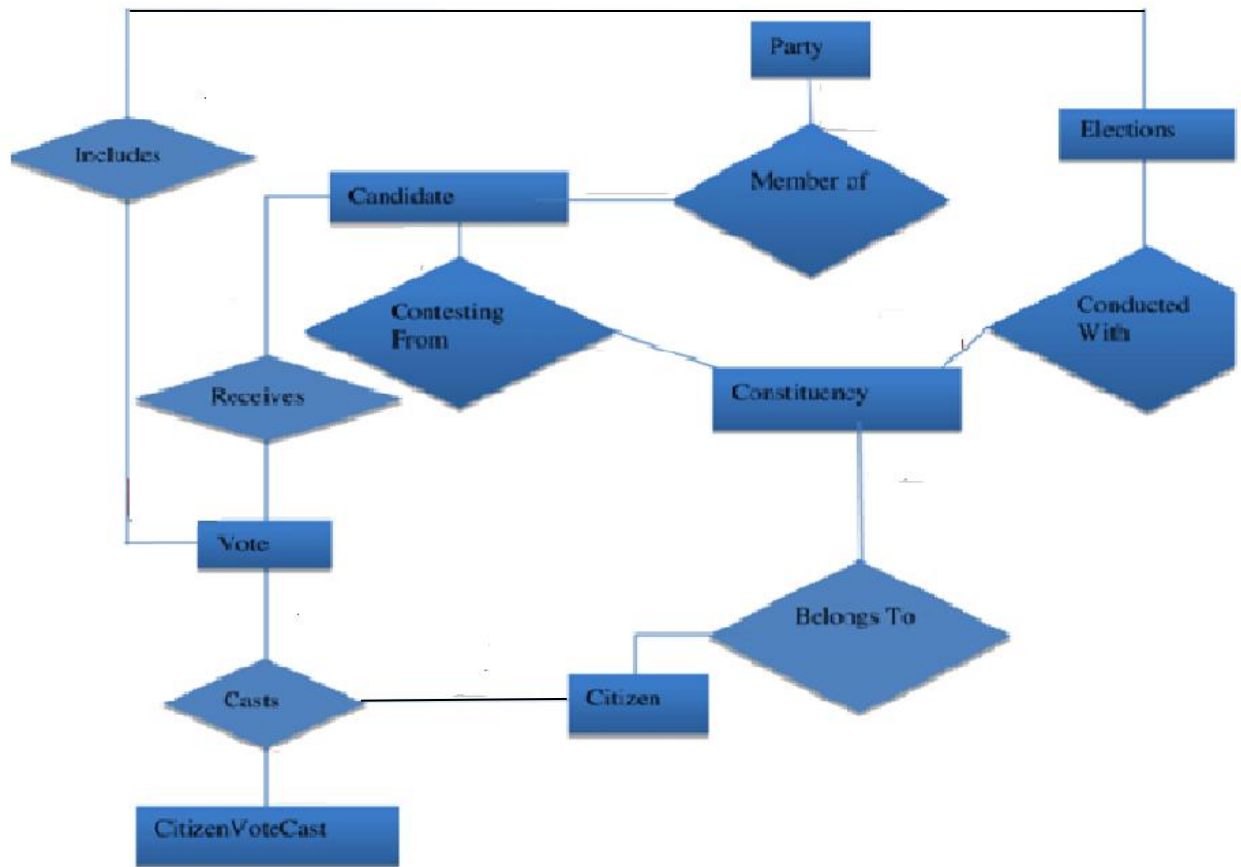 Party
Elections
Includes
Candidate
Member of
Contesting
From
Conducted
With
Receives
Constituency
Vote
Belongs To
Casts
Citizen
CitizenVoteCast